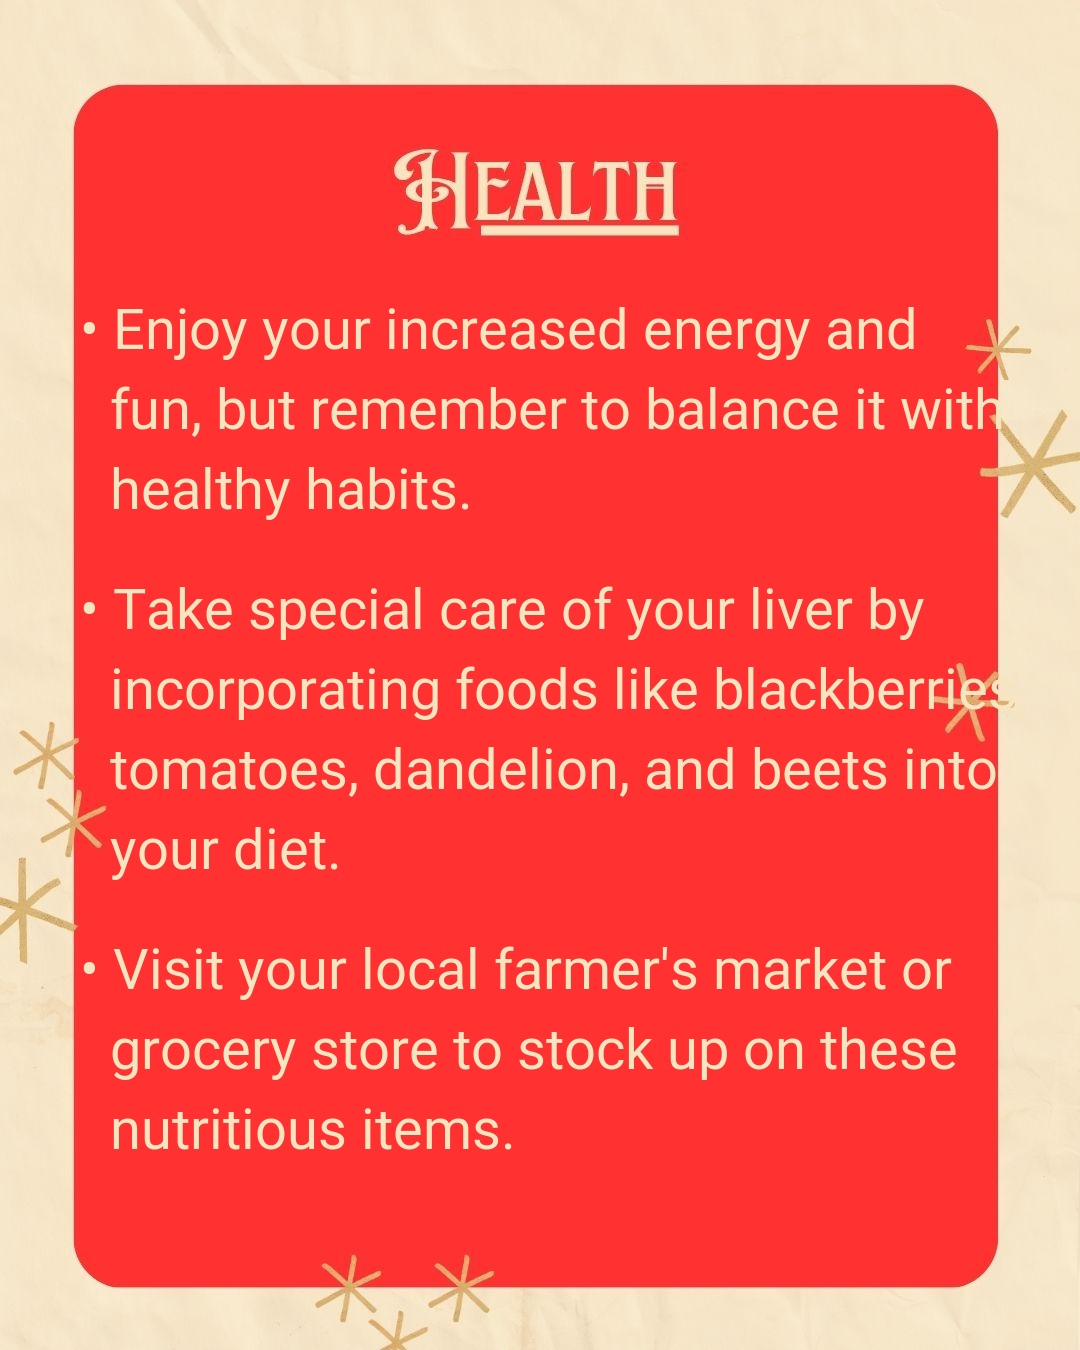 Health
• Enjoy your increased energy and
fun, but remember to balance it with
healthy habits.
• Take special care of your liver by
incorporating foods like blackberries,
tomatoes, dandelion, and beets into
your diet.
• Visit your local farmer's market or
grocery store to stock up on these
nutritious items.